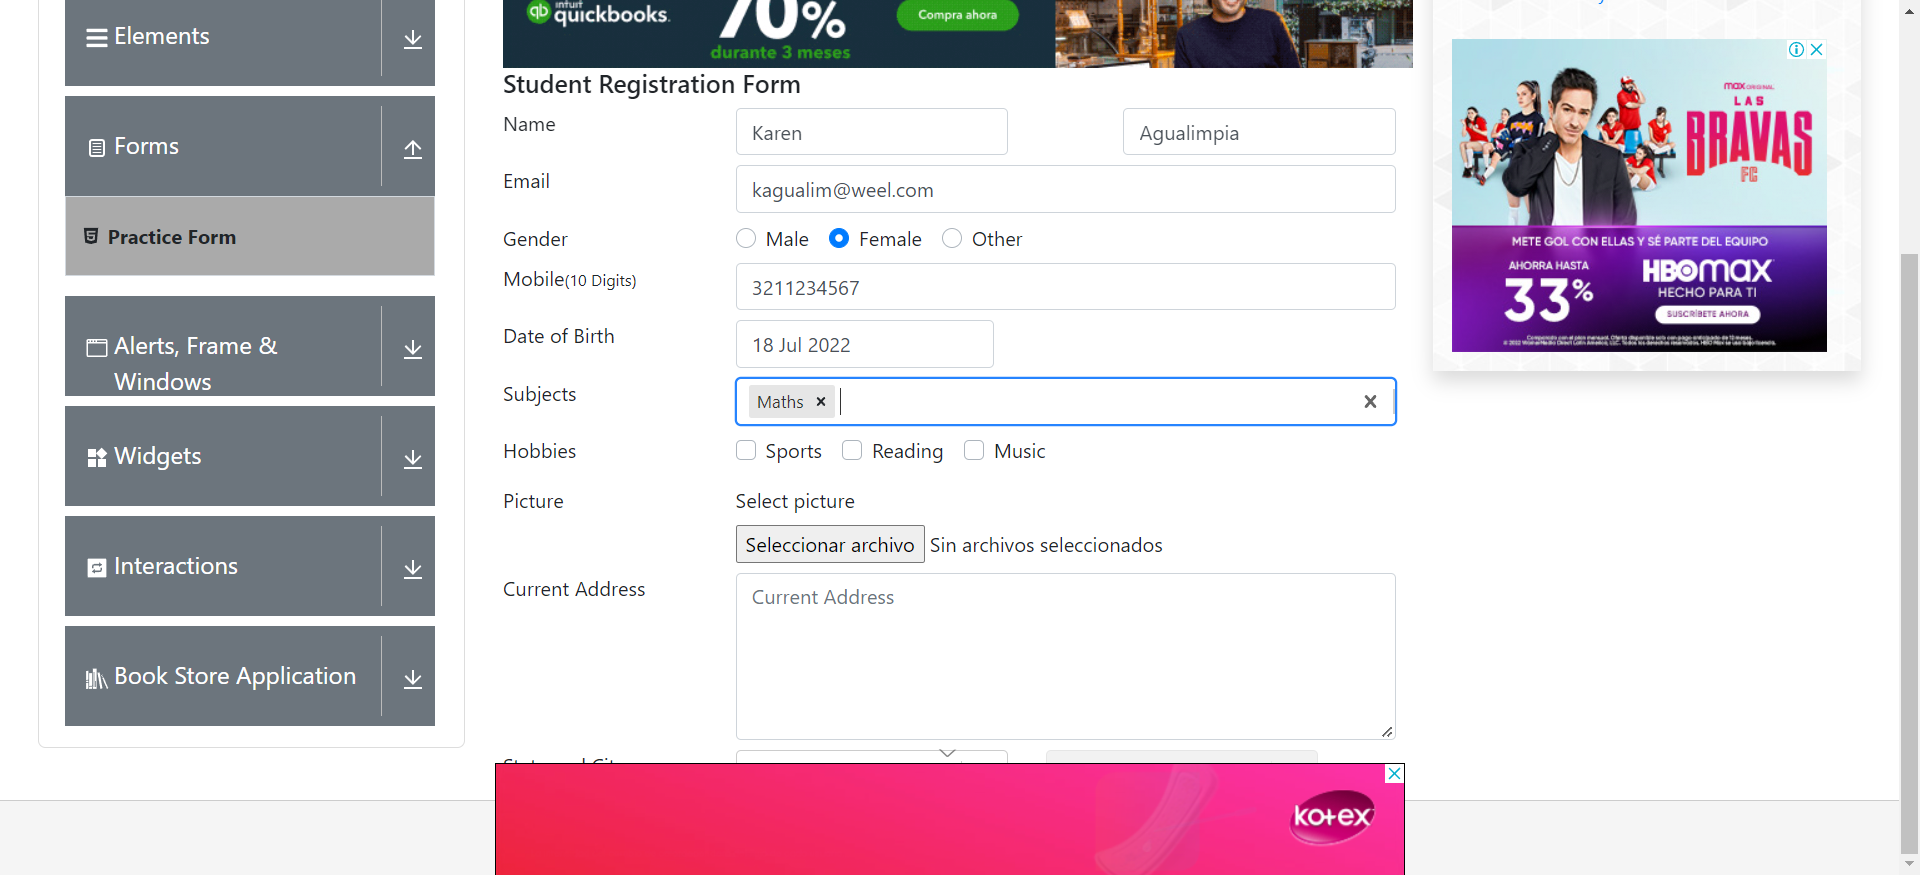 Elements
Forms
Practice Form
Alerts, Frame &
Windows
Widgets
Interactions
Book Store Application
intuit
qb quickbooks.
70%
durante 3 meses
Compra ahora
Student Registration Form
Name
Karen
Agualimpia
Email
kagualim@weel.com
Gender
Male
Female
Other
Mobile(10 Digits)
3211234567
Date of Birth
18 Jul 2022
Subjects
Maths
Hobbies
Sports
Reading
Music
Picture
Select picture
Seleccionar archivo Sin archivos seleccionados
Current Address
Current Address
kotex
max ORIGINAL
LAS
BRAVAS
FC
METE GOL CON ELLAS Y SÉ PARTE DEL EQUIPO
AHORRA HASTA
33%
HBOmax
HECHO PARA TI
SUSCRÍBETE AHORA